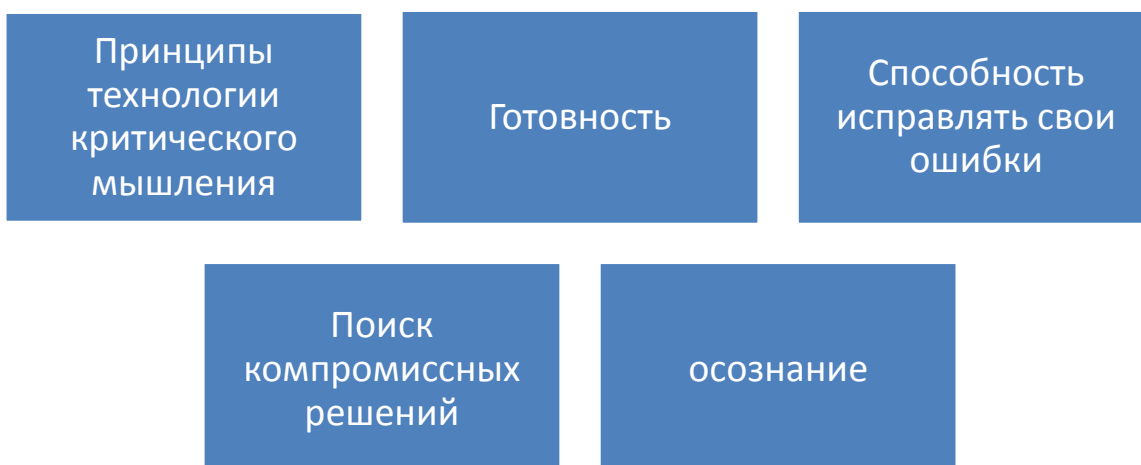 Принципы
технологии
критического
мышления
Готовность
Способность
исправлять свои
ошибки
Поиск
компромиссных
решений
осознание